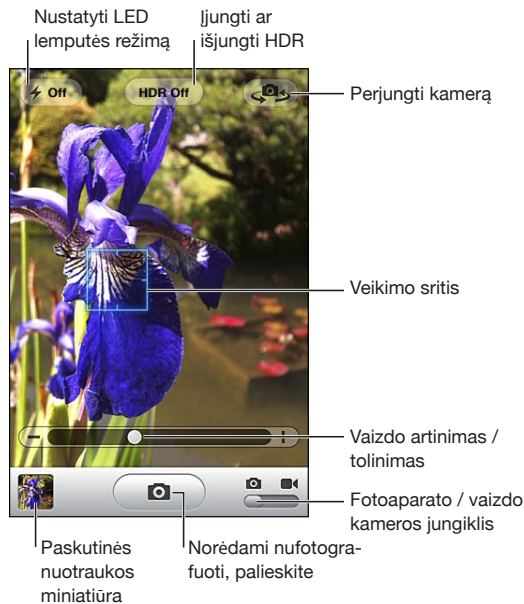 Nustatyti LED
lemputės režimą
Įjungti ar
išjungti HDR
Off
HDR Off
Perjungti kamerą
Veikimo sritis
Vaizdo artinimas /
tolinimas
Fotoaparato / vaizdo
kameros jungiklis
Paskutinės
nuotraukos
miniatiūra
Norėdami nufotogra-
fuoti, palieskite